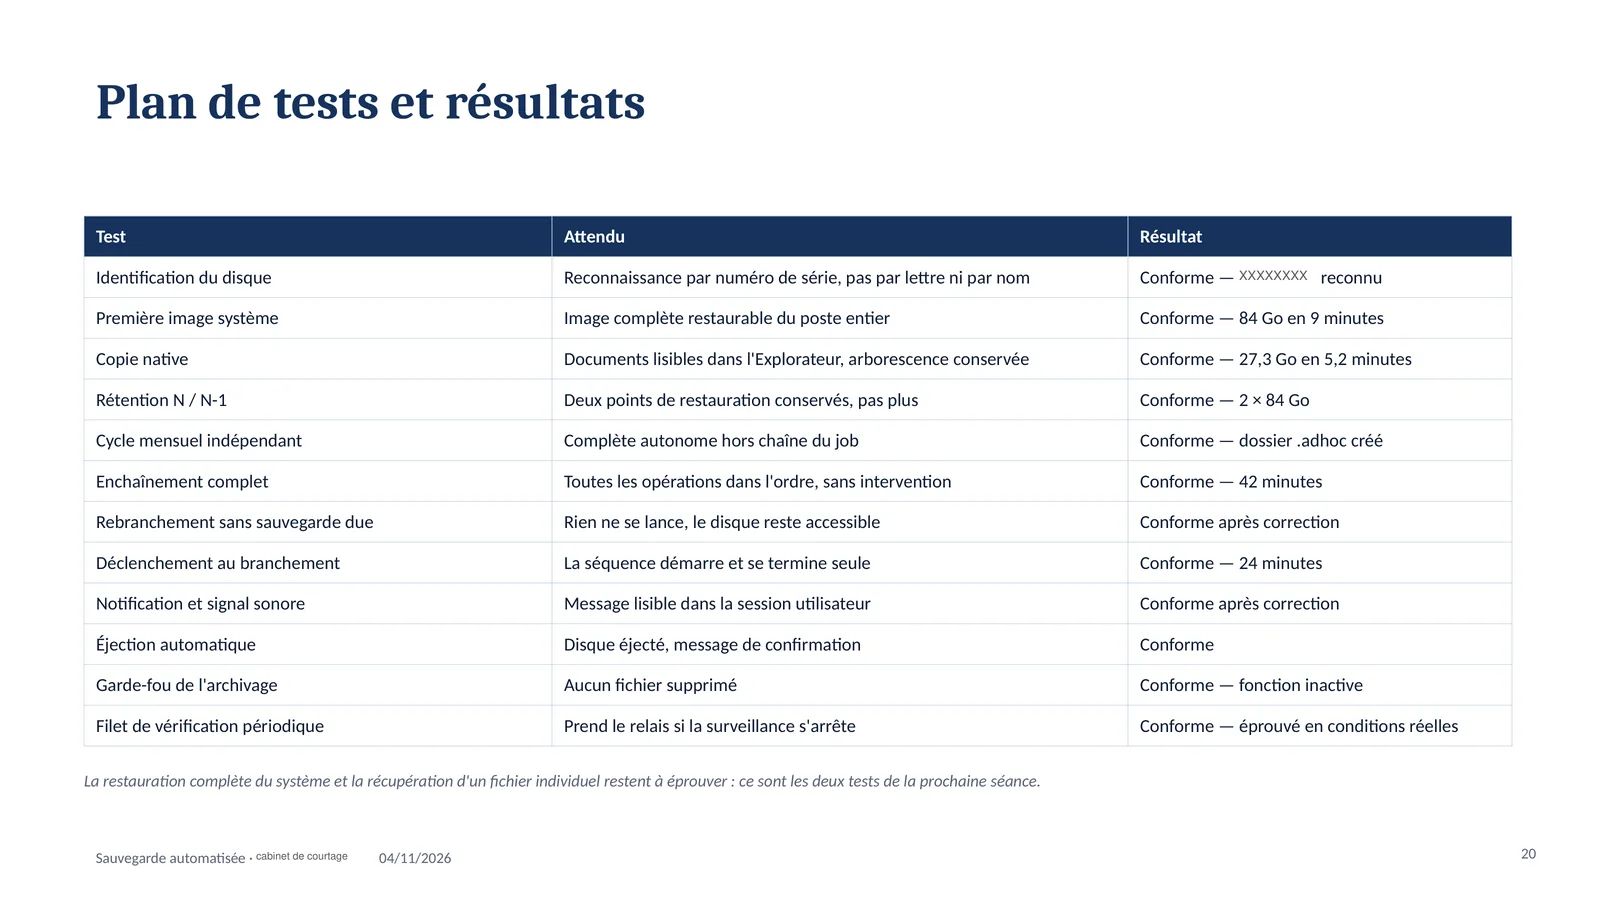 Plan de tests et résultats
Test Attendu Résultat
Identification du disque Reconnaissance par numéro de série, pas par lettre ni par nom Conforme — XXXXXXXX reconnu
Première image système Image complète restaurable du poste entier Conforme — 84 Go en 9 minutes
Copie native Documents lisibles dans l'Explorateur, arborescence conservée Conforme — 27,3 Go en 5,2 minutes
Rétention N / N-1 Deux points de restauration conservés, pas plus Conforme — 2 × 84 Go
Cycle mensuel indépendant Complète autonome hors chaîne du job Conforme — dossier .adhoc créé
Enchaînement complet Toutes les opérations dans l'ordre, sans intervention Conforme — 42 minutes
Rebranchement sans sauvegarde due Rien ne se lance, le disque reste accessible Conforme après correction
Déclenchement au branchement La séquence démarre et se termine seule Conforme — 24 minutes
Notification et signal sonore Message lisible dans la session utilisateur Conforme après correction
Éjection automatique Disque éjecté, message de confirmation Conforme
Garde-fou de l'archivage Aucun fichier supprimé Conforme — fonction inactive
Filet de vérification périodique Prend le relais si la surveillance s'arrête Conforme — éprouvé en conditions réelles
La restauration complète du système et la récupération d'un fichier individuel restent à éprouver : ce sont les deux tests de la prochaine séance.
Sauvegarde automatisée · cabinet de courtage 04/11/2026 20